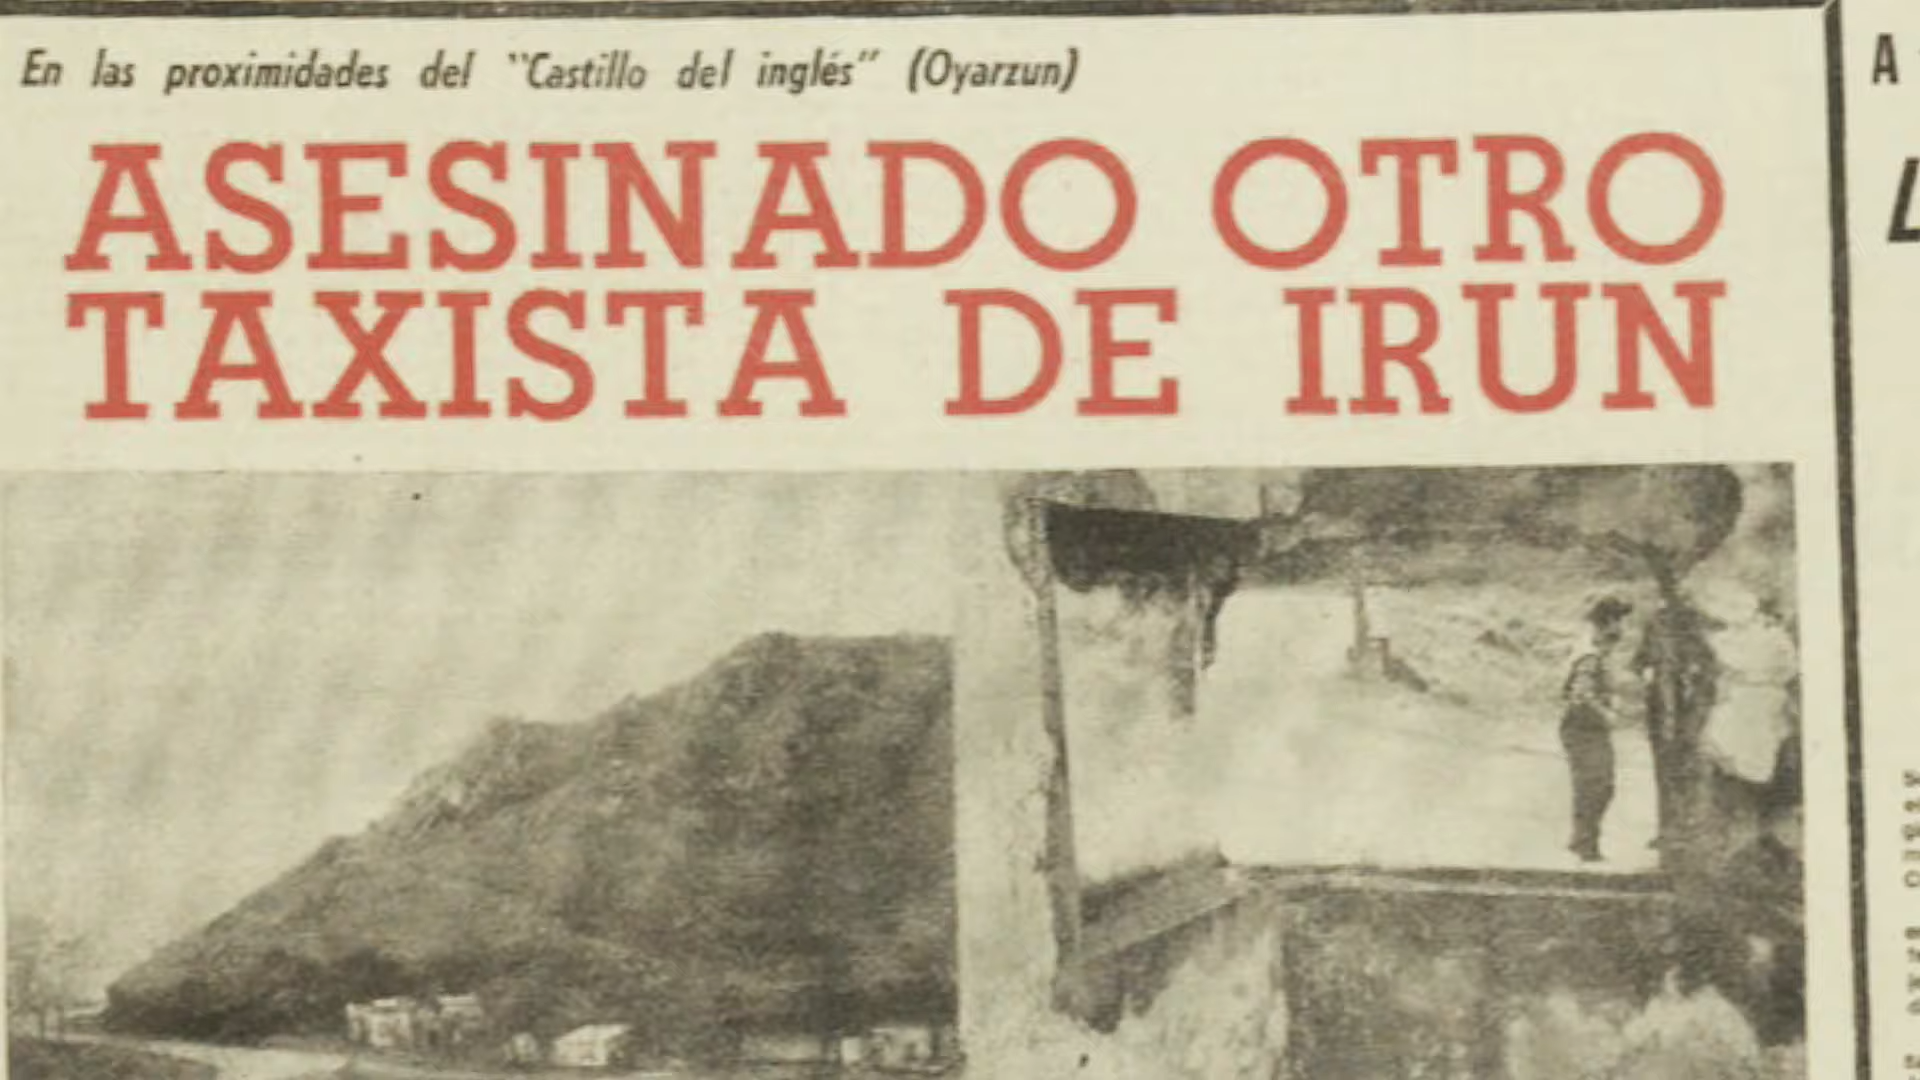 En las proximidades del "Castillo del inglés" (Oyarzun)
ASESINADO OTRO
TAXISTA DE IRUN
A
L